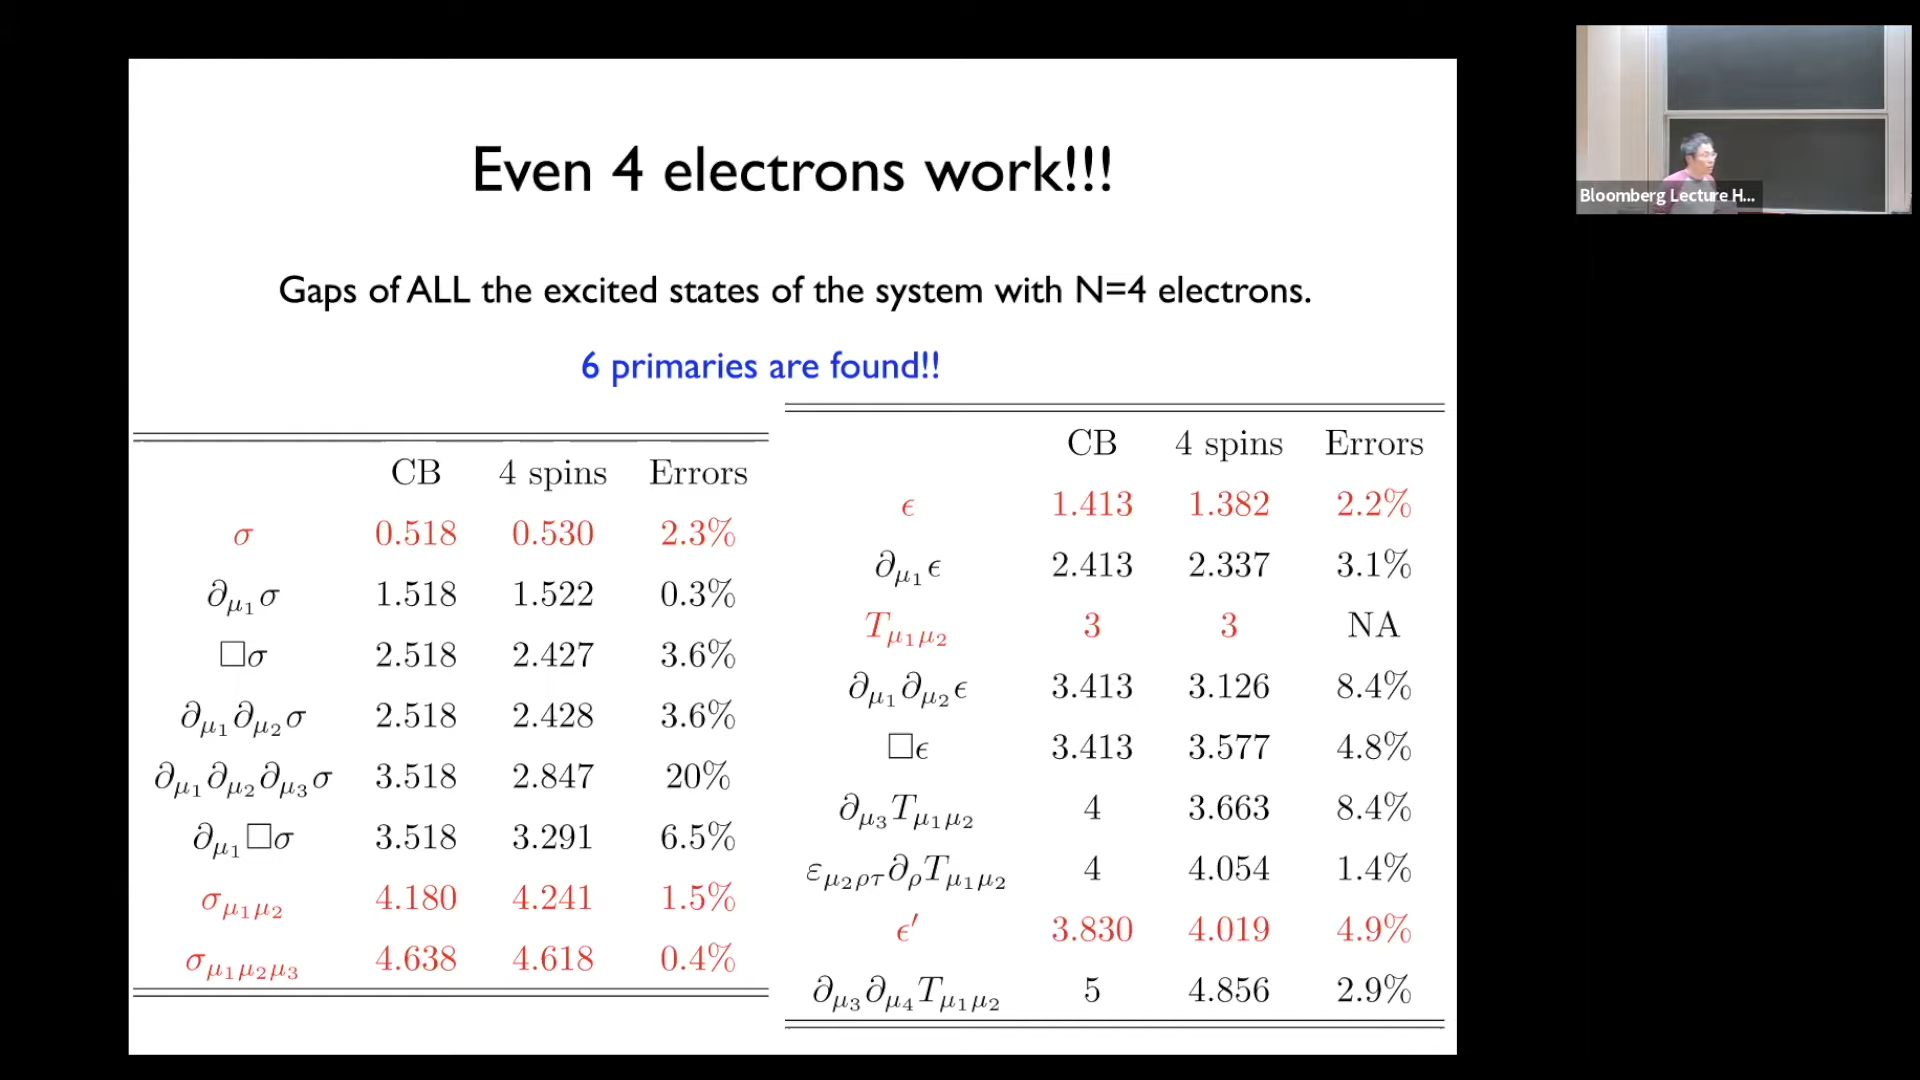 Even 4 electrons work!!!
Gaps of ALL the excited states of the system with N=4 electrons.
6 primaries are found!!
CB 4 spins Errors
σ 0.518 0.530 2.3%
∂μ₁σ 1.518 1.522 0.3%
□σ 2.518 2.427 3.6%
∂μ₁∂μ₂σ 2.518 2.428 3.6%
∂μ₁∂μ₂∂μ₃σ 3.518 2.847 20%
∂μ₁□σ 3.518 3.291 6.5%
σμ₁μ₂ 4.180 4.241 1.5%
σμ₁μ₂μ₃ 4.638 4.618 0.4%
CB 4 spins Errors
ϵ 1.413 1.382 2.2%
∂μ₁ϵ 2.413 2.337 3.1%
Tμ₁μ₂ 3 3 NA
∂μ₁∂μ₂ϵ 3.413 3.126 8.4%
□ϵ 3.413 3.577 4.8%
∂μ₃Tμ₁μ₂ 4 3.663 8.4%
εμ₂ρτ∂ρTμ₁μ₂ 4 4.054 1.4%
ϵ′ 3.830 4.019 4.9%
∂μ₃∂μ₄Tμ₁μ₂ 5 4.856 2.9%
Bloomberg Lecture H...